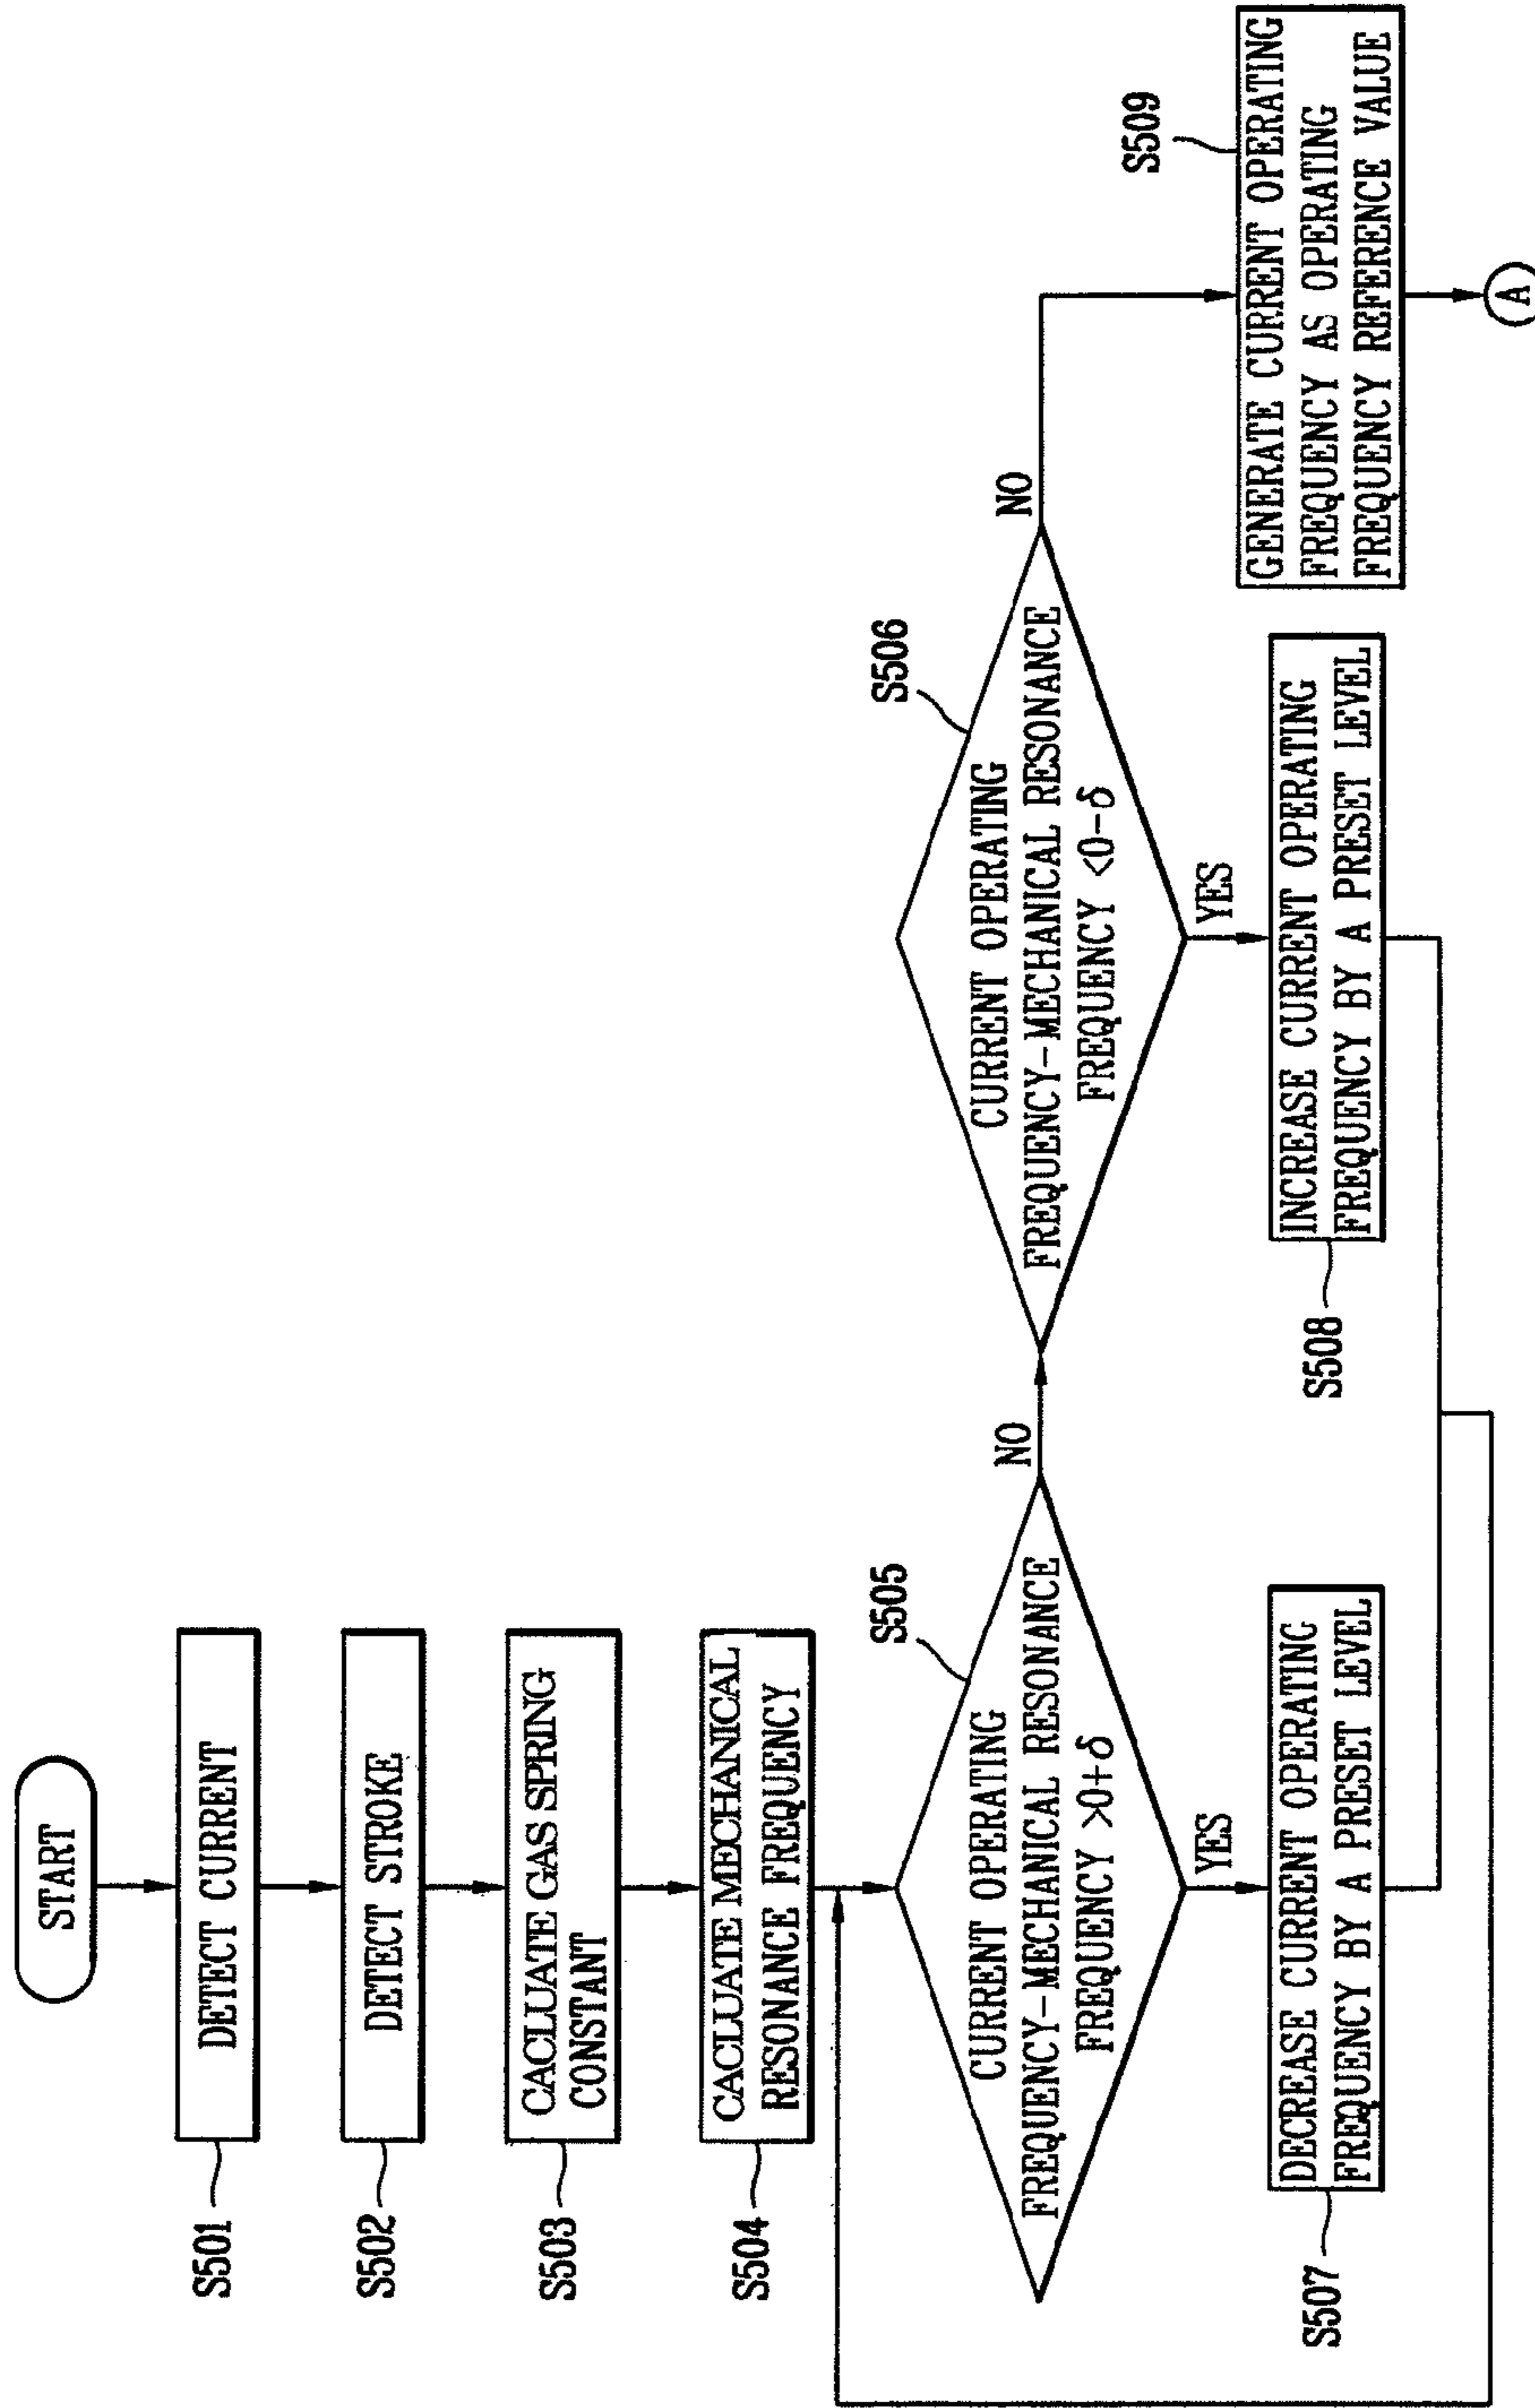 START
S501
DETECT CURRENT
S502
DETECT STROKE
S503
CACLUATE GAS SPRING
CONSTANT
S504
CACLUATE MECHANICAL
RESONANCE FREQUENCY
S505
CURRENT OPERATING
FREQUENCY-MECHANICAL RESONANCE
FREQUENCY >0+δ
NO
YES
S506
CURRENT OPERATING
FREQUENCY-MECHANICAL RESONANCE
FREQUENCY <0-δ
NO
YES
S507
DECREASE CURRENT OPERATING
FREQUENCY BY A PRESET LEVEL
S508
INCREASE CURRENT OPERATING
FREQUENCY BY A PRESET LEVEL
S509
GENERATE CURRENT OPERATING
FREQUENCY AS OPERATING
FREQUENCY REFERENCE VALUE
A